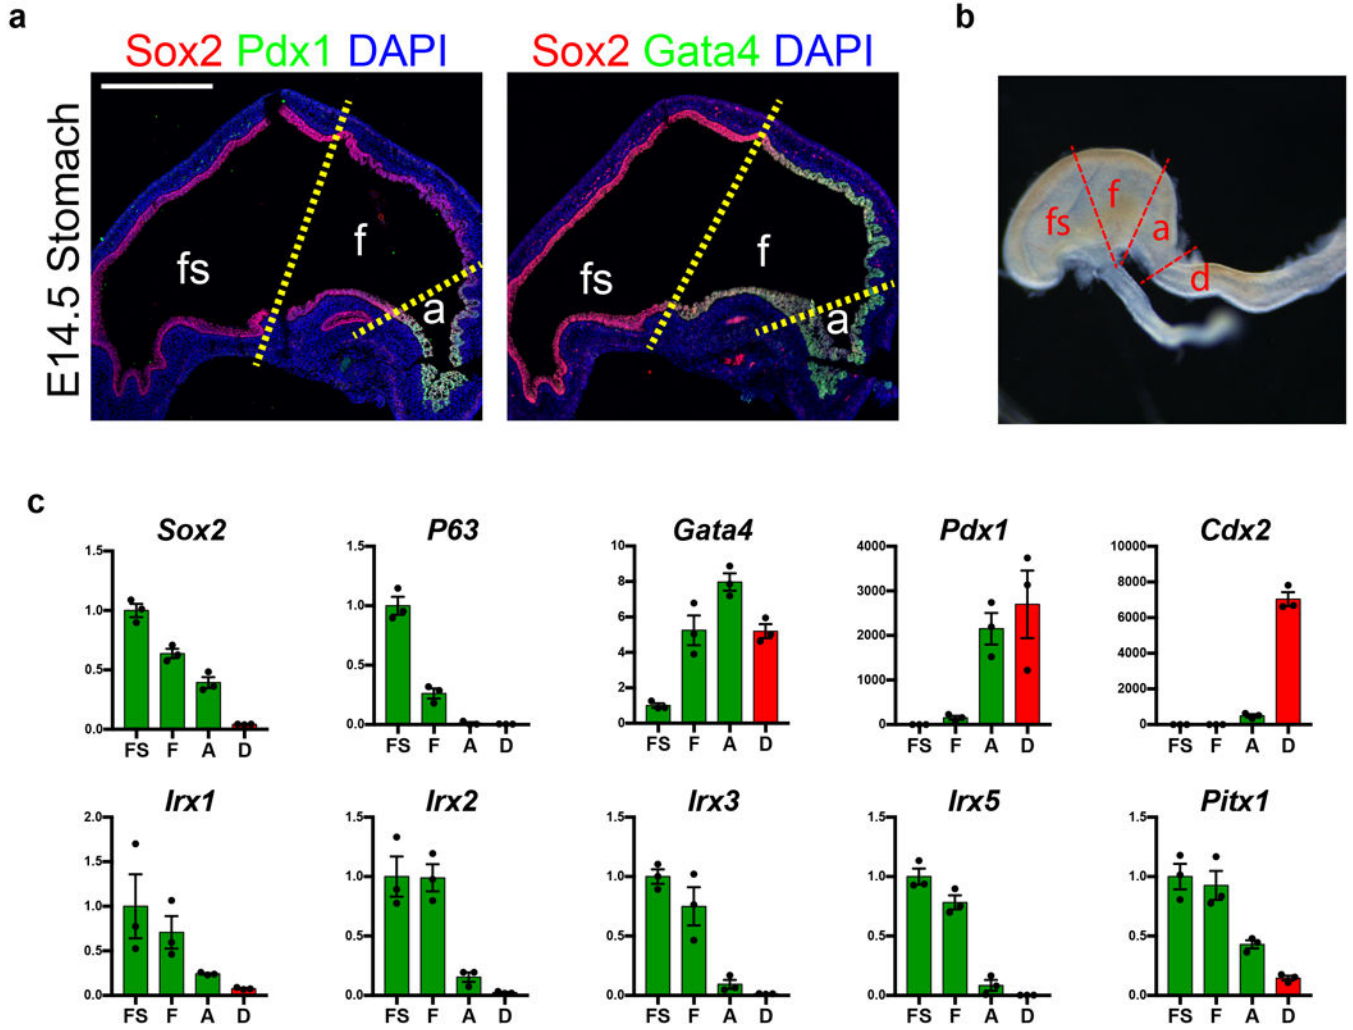 a
b
Sox2 Pdx1 DAPI
Sox2 Gata4 DAPI
E14.5 Stomach
fs
f
a
fs
f
a
fs
f
a
d
c
Sox2
1.5
1.0
0.5
0.0
FS F A D
P63
1.5
1.0
0.5
0.0
FS F A D
Gata4
10
8
6
4
2
0
FS F A D
Pdx1
4000
3000
2000
1000
0
FS F A D
Cdx2
10000
8000
6000
4000
2000
0
FS F A D
Irx1
2.0
1.5
1.0
0.5
0.0
FS F A D
Irx2
1.5
1.0
0.5
0.0
FS F A D
Irx3
1.5
1.0
0.5
0.0
FS F A D
Irx5
1.5
1.0
0.5
0.0
FS F A D
Pitx1
1.5
1.0
0.5
0.0
FS F A D